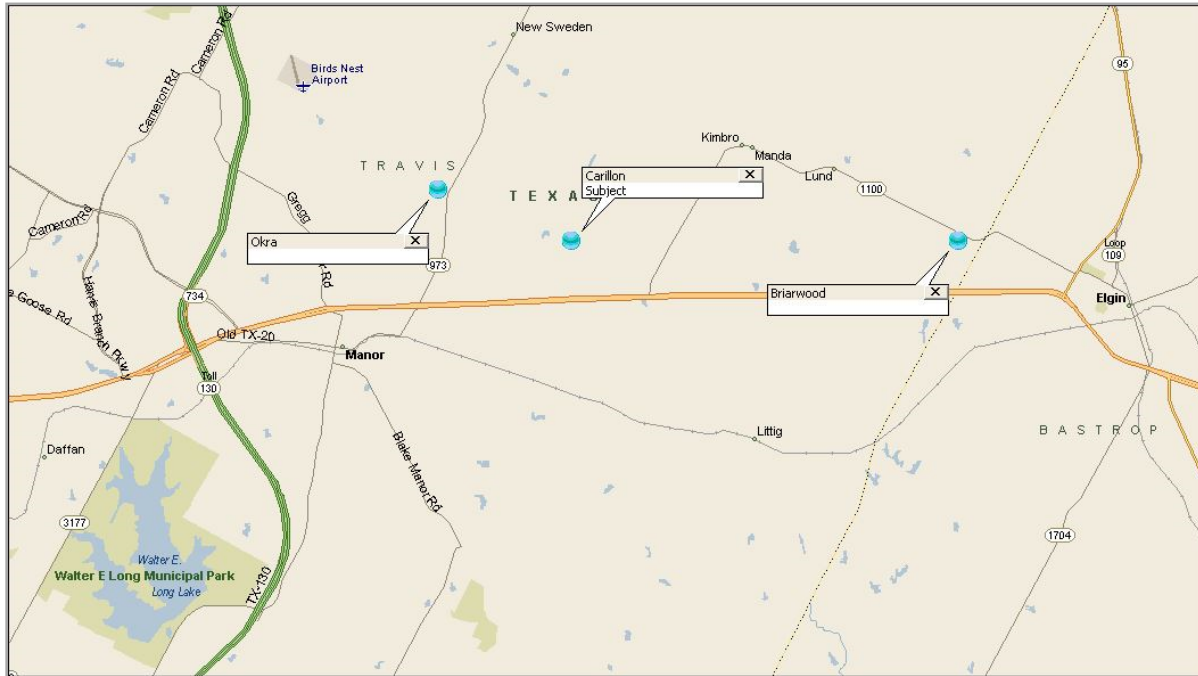 New Sweden
Cameron Rd
Birds Nest
Airport
95
Cameron Rd
Kimbro
Manda
TRAVIS
Lund
Carillon
Subject
TEXAS
1100
Gregg
Cameron Rd
Okra
Loop
109
973
Harris Branch Pkwy
734
Briarwood
Elgin
Goose Rd
Old TX-20
Manor
Toll
130
Littig
BASTROP
Daffan
Blake-Manor Rd
3177
1704
Walter E.
Walter E Long Municipal Park
Long Lake
TX-130